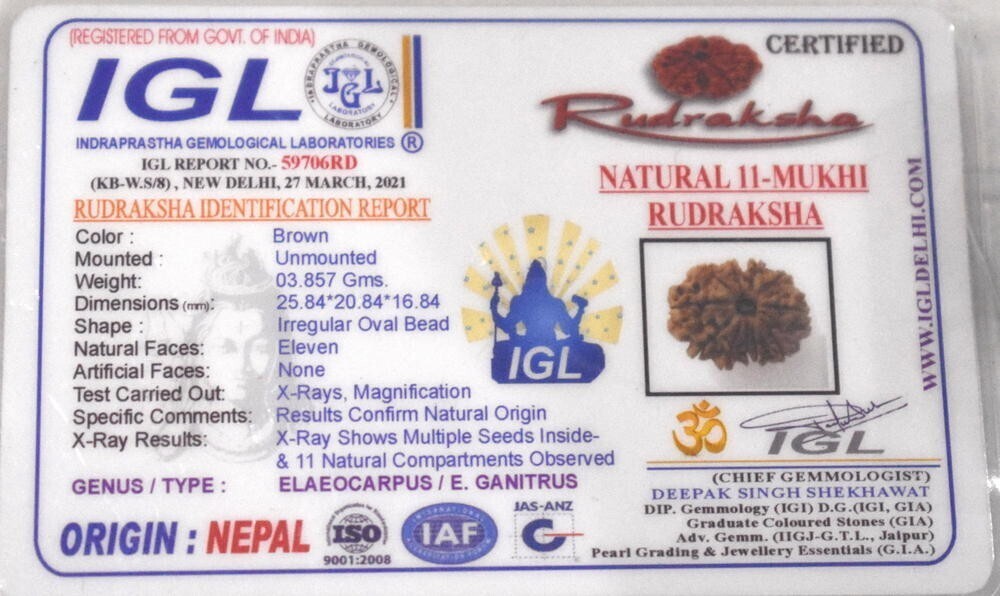 (REGISTERED FROM GOVT. OF INDIA)
IGL
INDRAPRASTHA GEMOLOGICAL LABORATORY
IGL
INDRAPRASTHA GEMOLOGICAL LABORATORIES ®
IGL REPORT NO.- 59706RD
(KB-W.S/8) , NEW DELHI, 27 MARCH, 2021
RUDRAKSHA IDENTIFICATION REPORT
Color : Brown
Mounted : Unmounted
Weight: 03.857 Gms.
Dimensions (mm): 25.84*20.84*16.84
Shape : Irregular Oval Bead
Natural Faces: Eleven
Artificial Faces: None
Test Carried Out: X-Rays, Magnification
Specific Comments: Results Confirm Natural Origin
X-Ray Results: X-Ray Shows Multiple Seeds Inside-
& 11 Natural Compartments Observed
GENUS / TYPE : ELAEOCARPUS / E. GANITRUS
ORIGIN : NEPAL
ISO
9001:2008
INTERNATIONAL
IAF
JAS-ANZ
IGL
CERTIFIED
Rudraksha
NATURAL 11-MUKHI
RUDRAKSHA
WWW.IGLDELHI.COM
ॐ
IGL
(CHIEF GEMMOLOGIST)
DEEPAK SINGH SHEKHAWAT
DIP. Gemmology (IGI) D.G.(IGI, GIA)
Graduate Coloured Stones (GIA)
Adv. Gemm. (IIGJ-G.T.L., Jaipur)
Pearl Grading & Jewellery Essentials (G.I.A.)